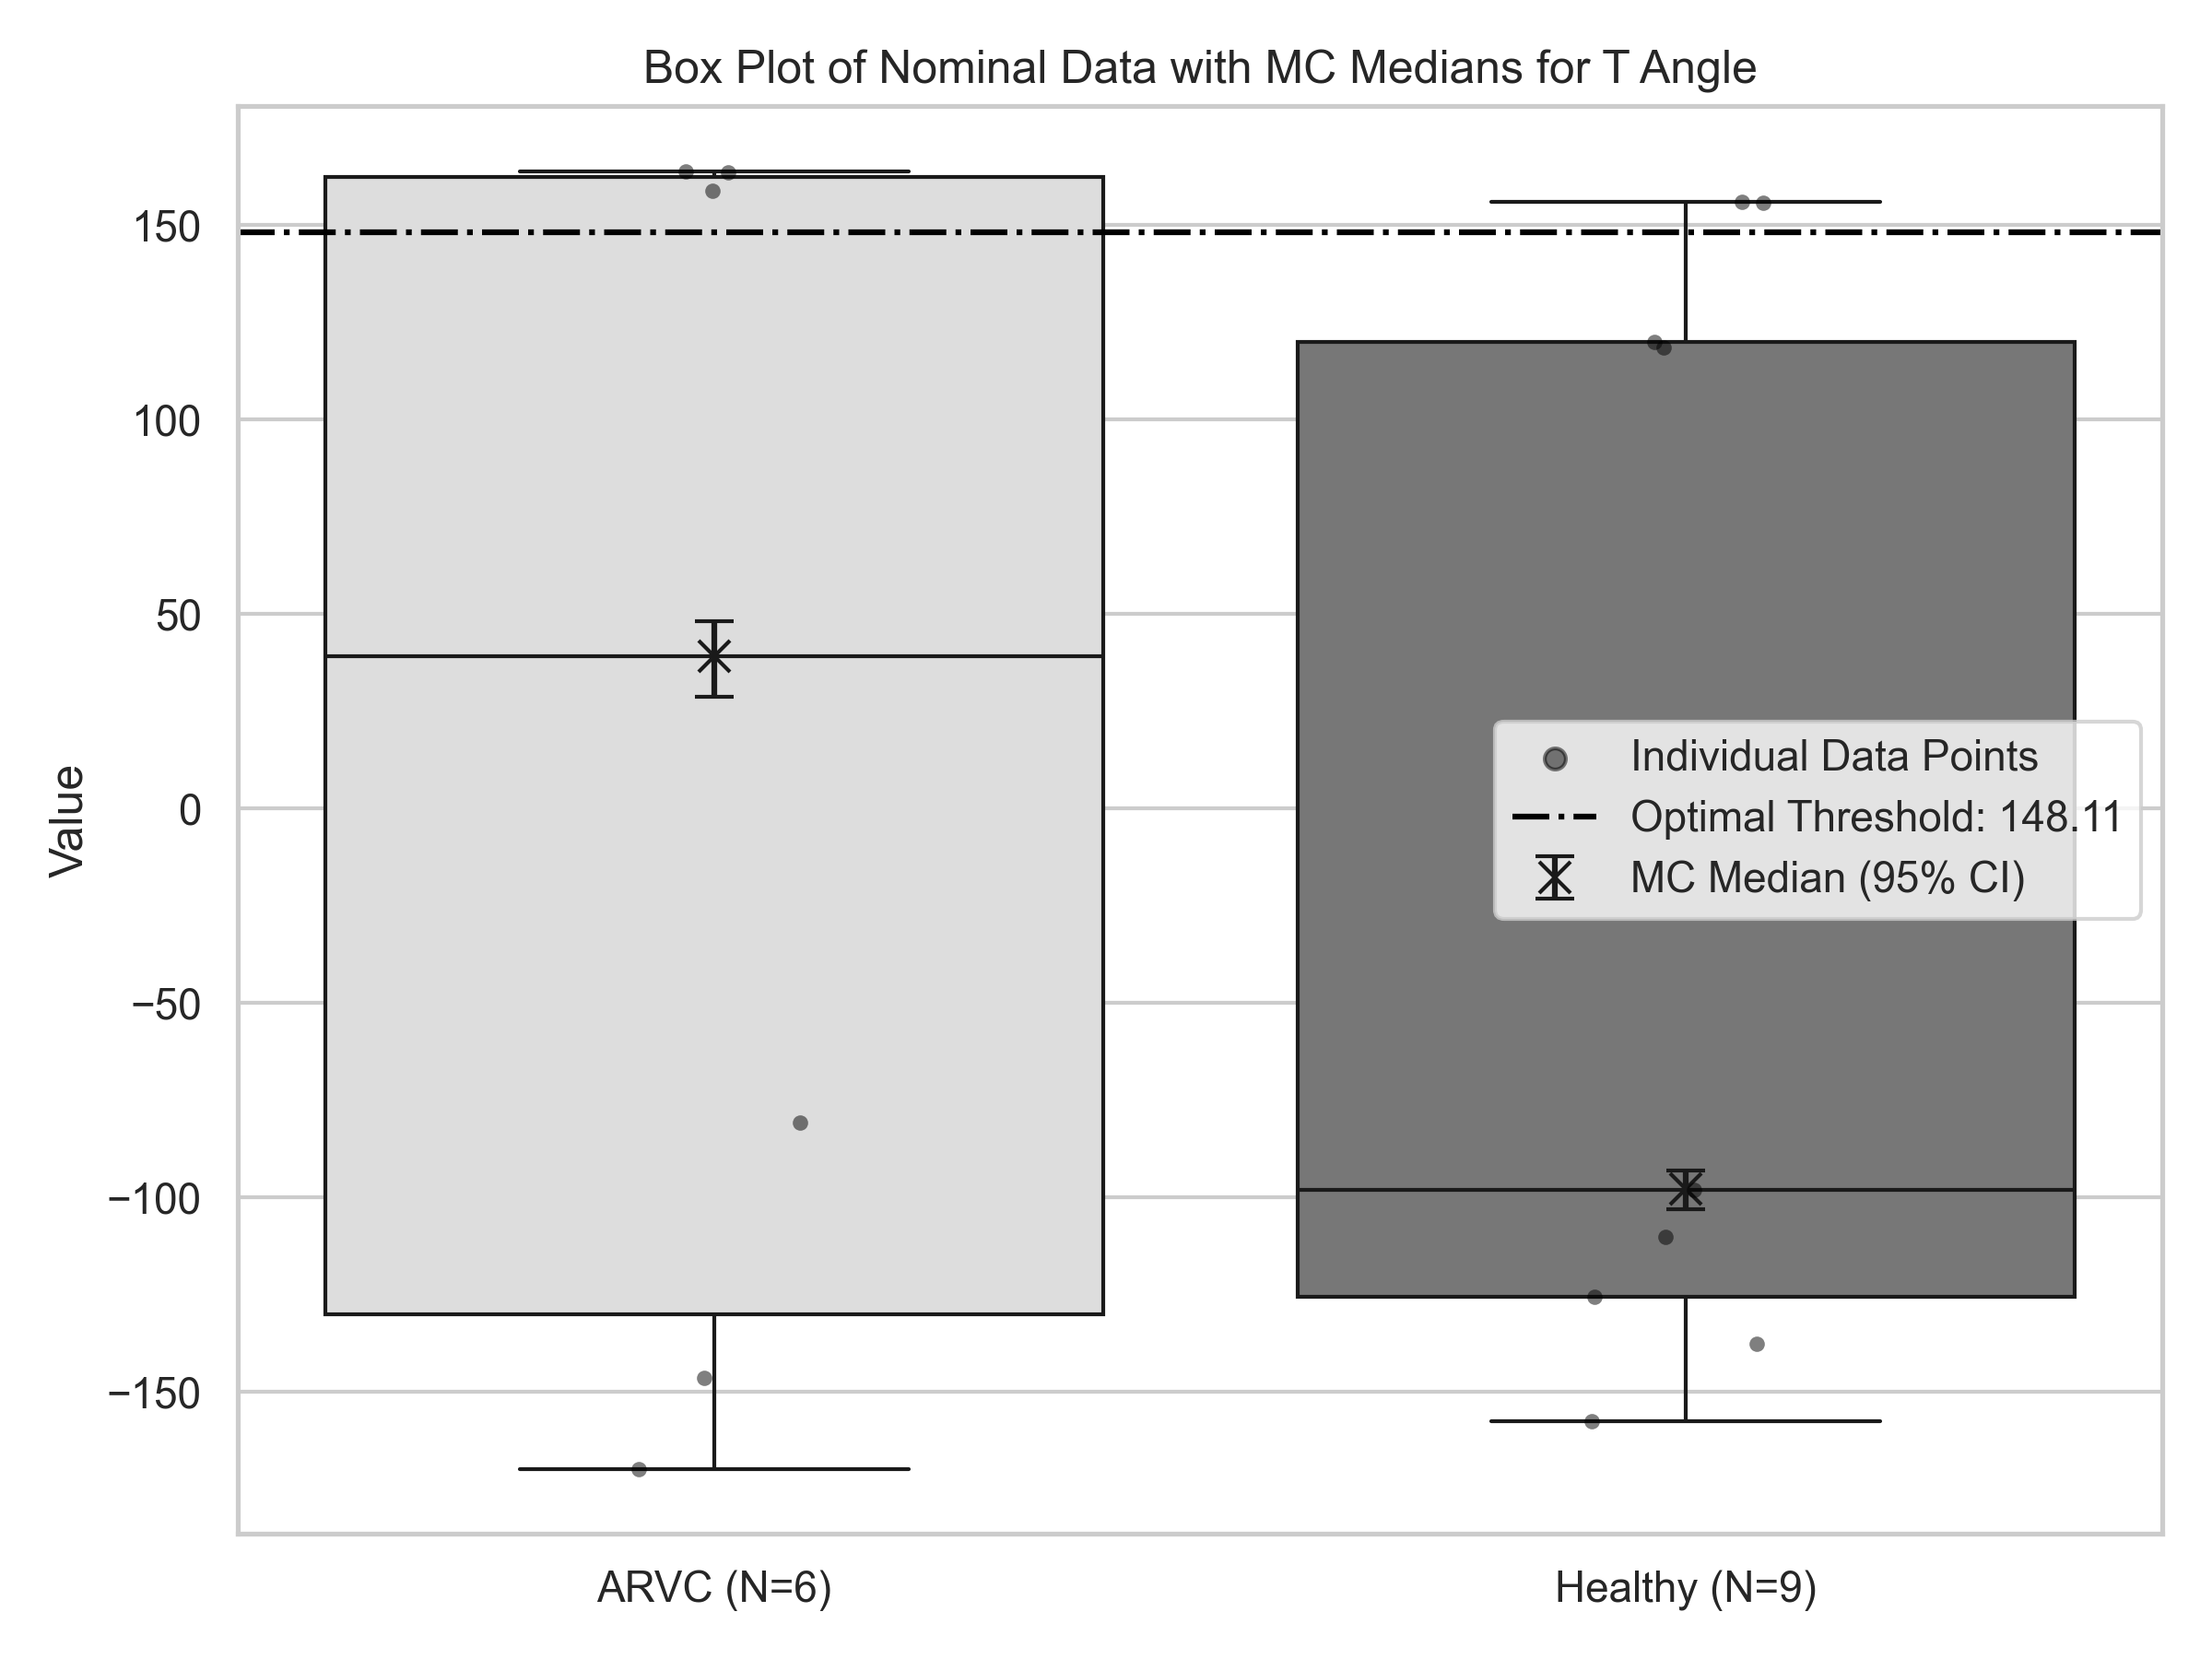 Box Plot of Nominal Data with MC Medians for T Angle
Value
150
100
50
0
−50
−100
−150
Individual Data Points
Optimal Threshold: 148.11
MC Median (95% CI)
ARVC (N=6)
Healthy (N=9)